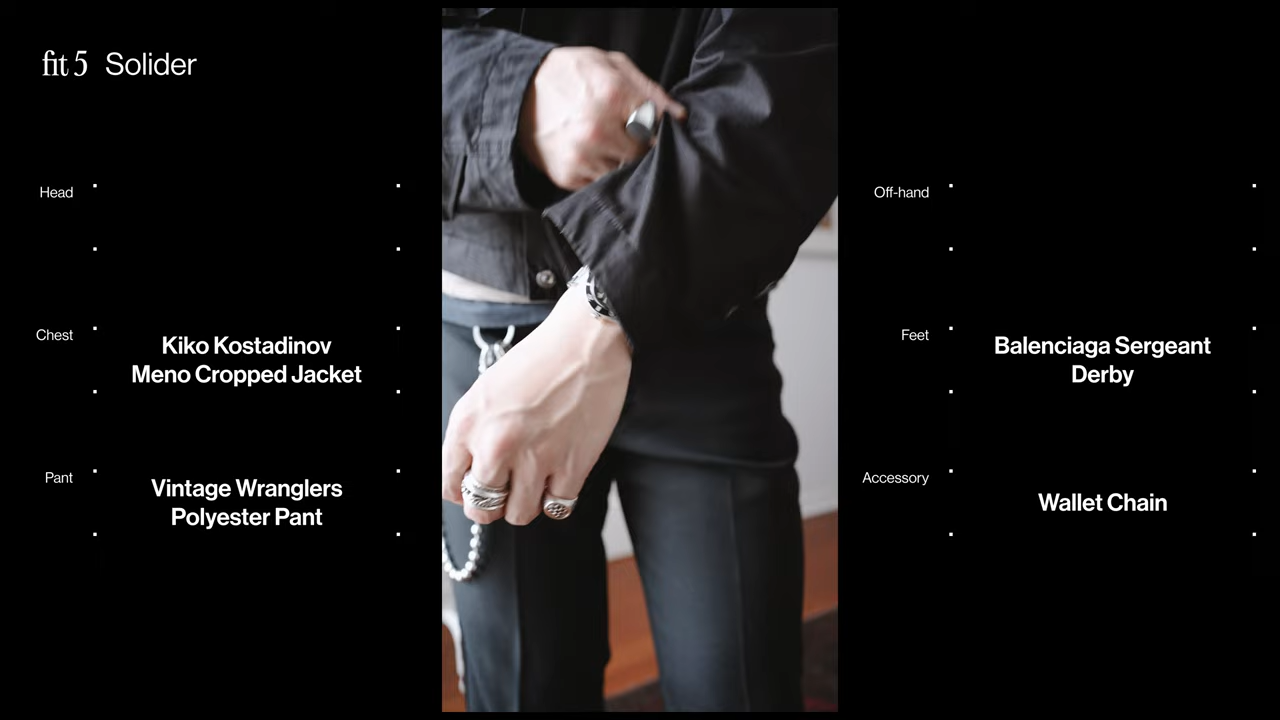 fit 5 Solider
Head
Chest
Kiko Kostadinov
Meno Cropped Jacket
Pant
Vintage Wranglers
Polyester Pant
Off-hand
Feet
Balenciaga Sergeant
Derby
Accessory
Wallet Chain